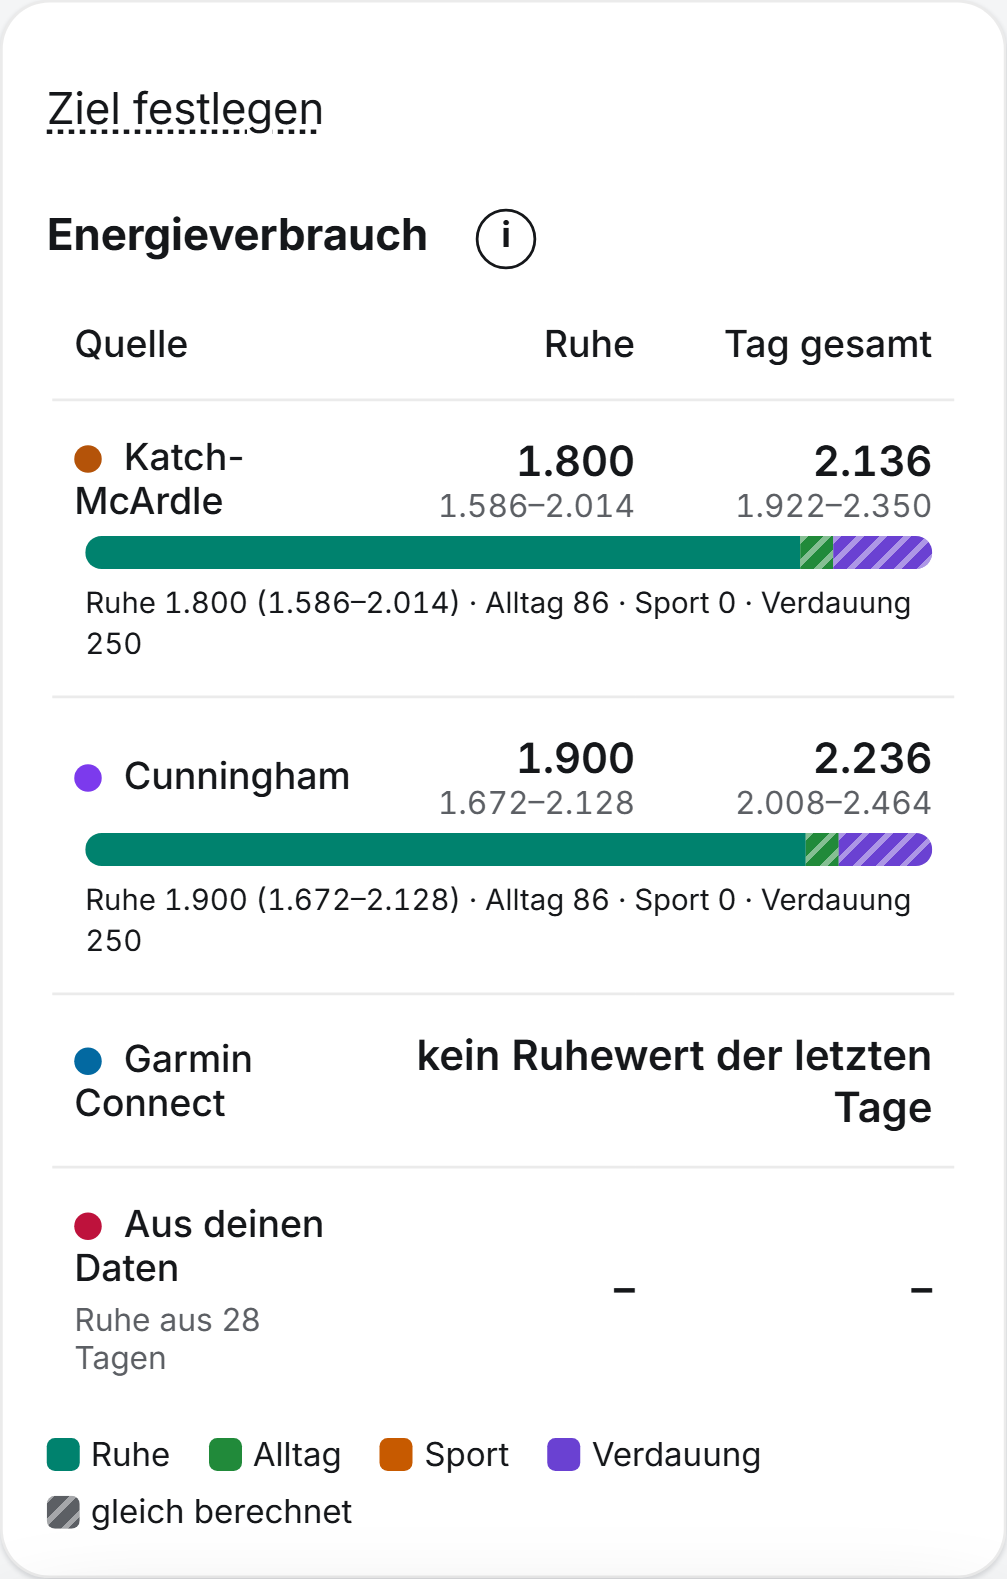 Ziel festlegen
Energieverbrauch i
Quelle Ruhe Tag gesamt
Katch-
McArdle
1.800 2.136
1.586–2.014 1.922–2.350
Ruhe 1.800 (1.586–2.014) · Alltag 86 · Sport 0 · Verdauung
250
Cunningham
1.900 2.236
1.672–2.128 2.008–2.464
Ruhe 1.900 (1.672–2.128) · Alltag 86 · Sport 0 · Verdauung
250
Garmin
Connect
kein Ruhewert der letzten
Tage
Aus deinen
Daten
Ruhe aus 28
Tagen
– –
Ruhe Alltag Sport Verdauung
gleich berechnet